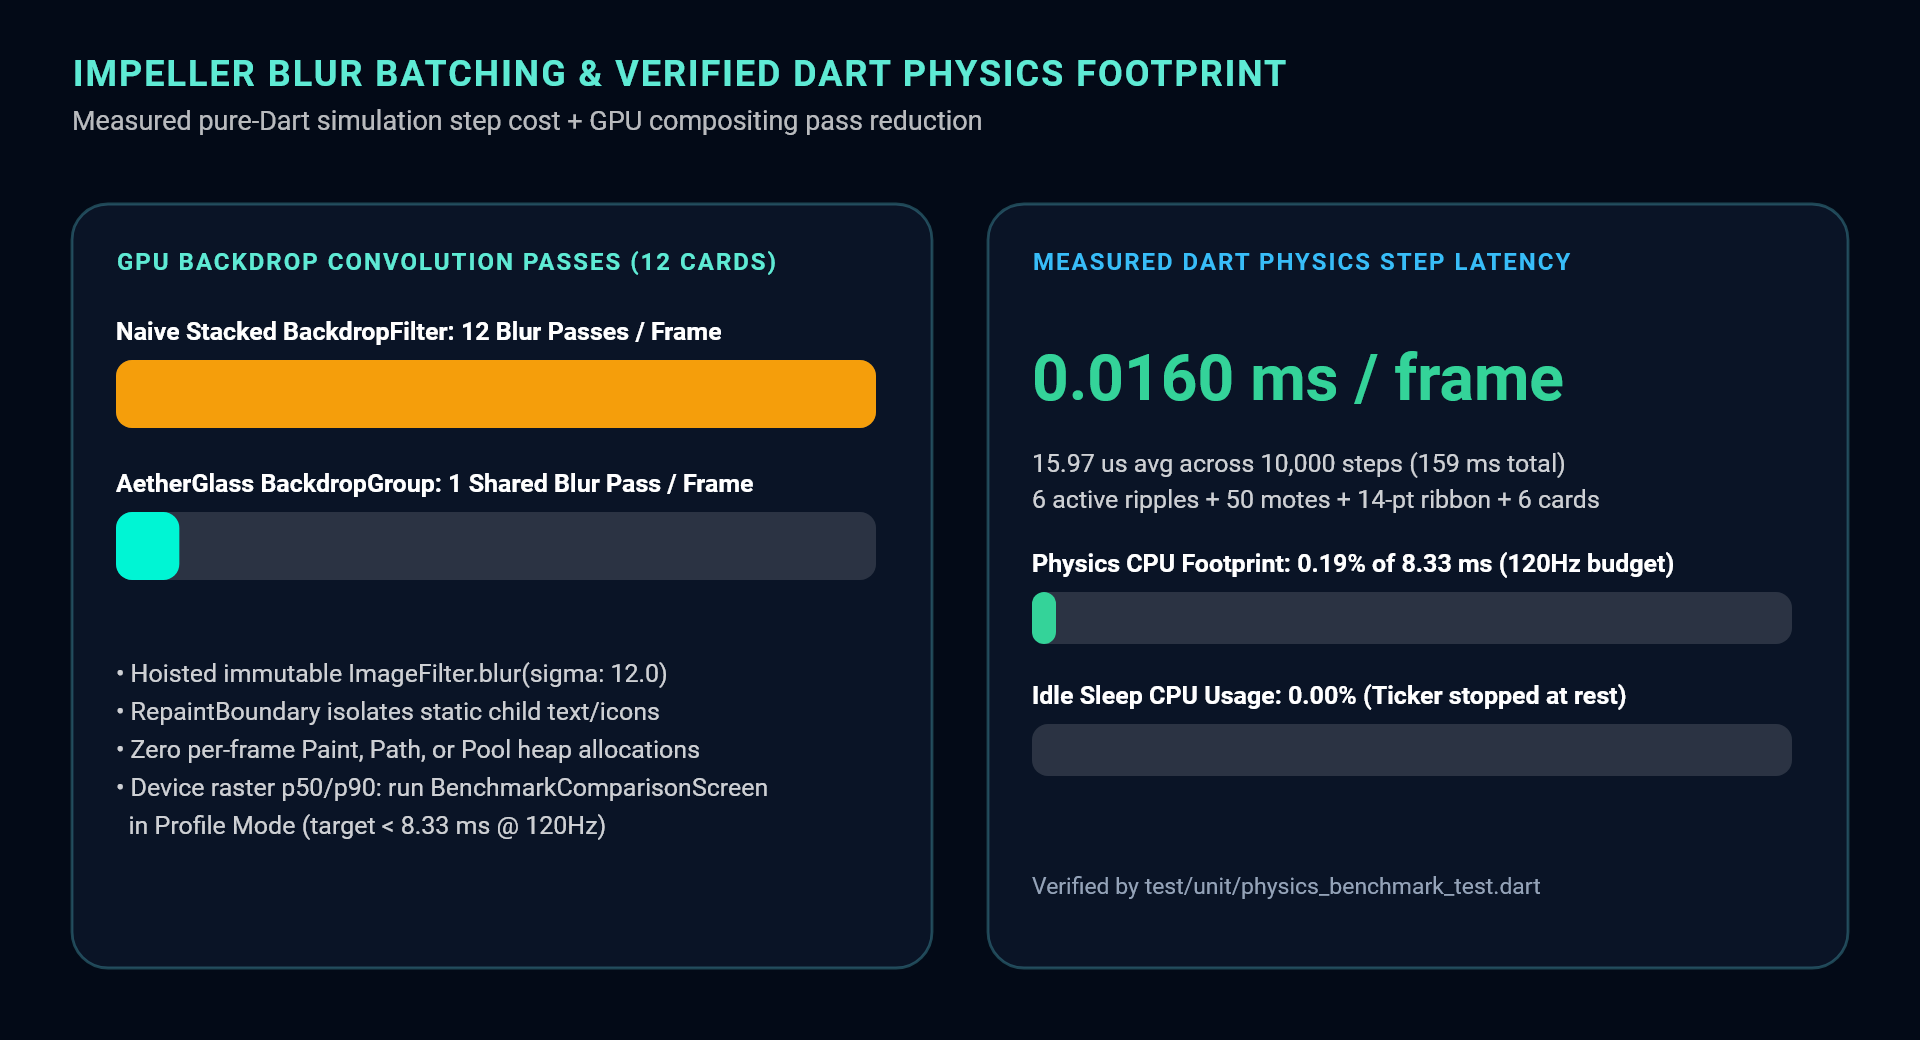 IMPELLER BLUR BATCHING & VERIFIED DART PHYSICS FOOTPRINT
Measured pure-Dart simulation step cost + GPU compositing pass reduction
GPU BACKDROP CONVOLUTION PASSES (12 CARDS)
Naive Stacked BackdropFilter: 12 Blur Passes / Frame
AetherGlass BackdropGroup: 1 Shared Blur Pass / Frame
• Hoisted immutable ImageFilter.blur(sigma: 12.0)
• RepaintBoundary isolates static child text/icons
• Zero per-frame Paint, Path, or Pool heap allocations
• Device raster p50/p90: run BenchmarkComparisonScreen
in Profile Mode (target < 8.33 ms @ 120Hz)
MEASURED DART PHYSICS STEP LATENCY
0.0160 ms / frame
15.97 us avg across 10,000 steps (159 ms total)
6 active ripples + 50 motes + 14-pt ribbon + 6 cards
Physics CPU Footprint: 0.19% of 8.33 ms (120Hz budget)
Idle Sleep CPU Usage: 0.00% (Ticker stopped at rest)
Verified by test/unit/physics_benchmark_test.dart